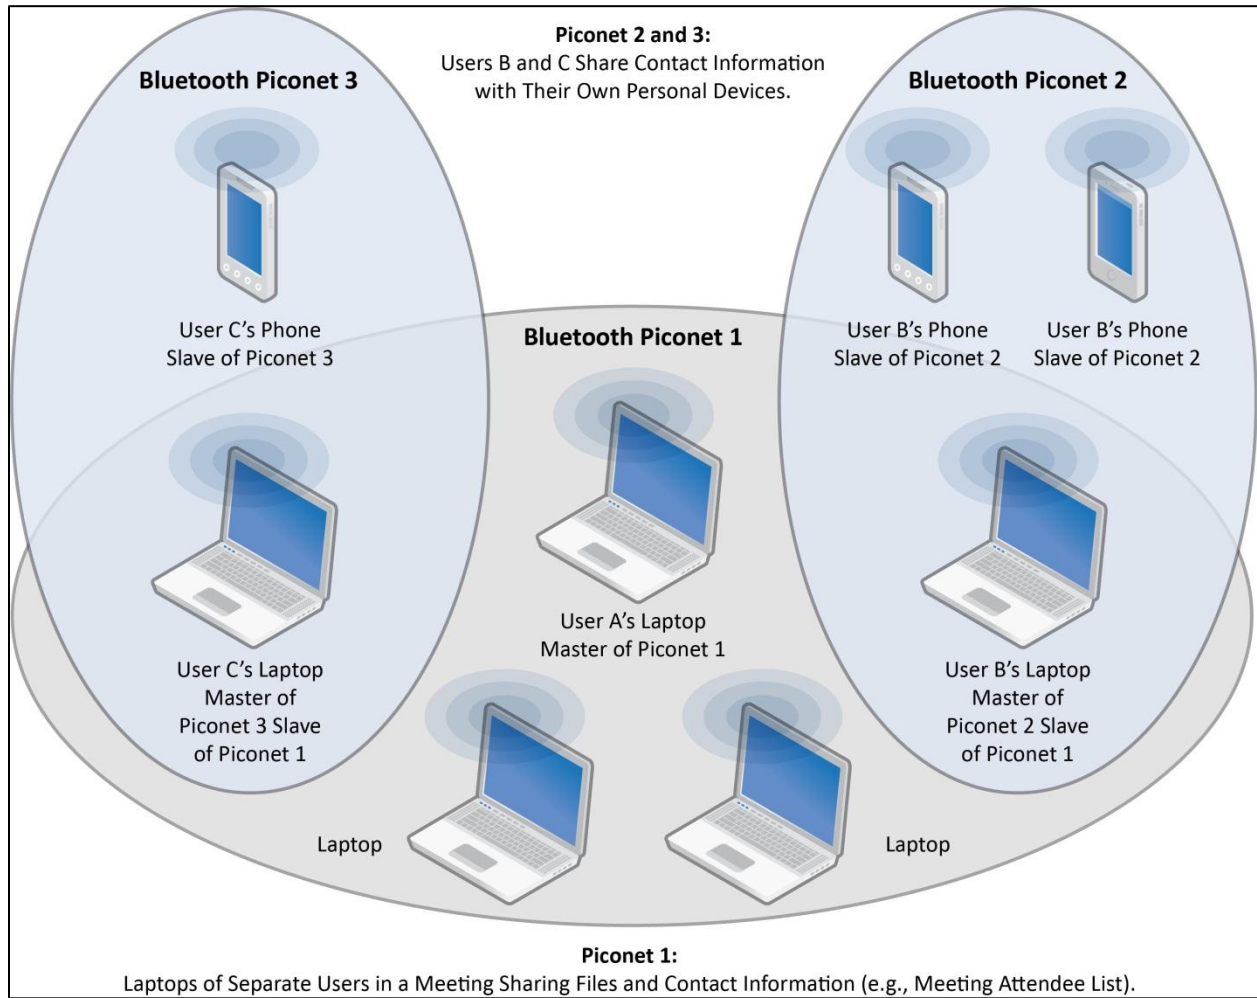 Piconet 2 and 3:
Users B and C Share Contact Information
with Their Own Personal Devices.
Bluetooth Piconet 3
Bluetooth Piconet 2
User C’s Phone
Slave of Piconet 3
User B’s Phone
Slave of Piconet 2
User B’s Phone
Slave of Piconet 2
Bluetooth Piconet 1
User A’s Laptop
Master of Piconet 1
User C’s Laptop
Master of
Piconet 3 Slave
of Piconet 1
User B’s Laptop
Master of
Piconet 2 Slave
of Piconet 1
Laptop
Laptop
Piconet 1:
Laptops of Separate Users in a Meeting Sharing Files and Contact Information (e.g., Meeting Attendee List).